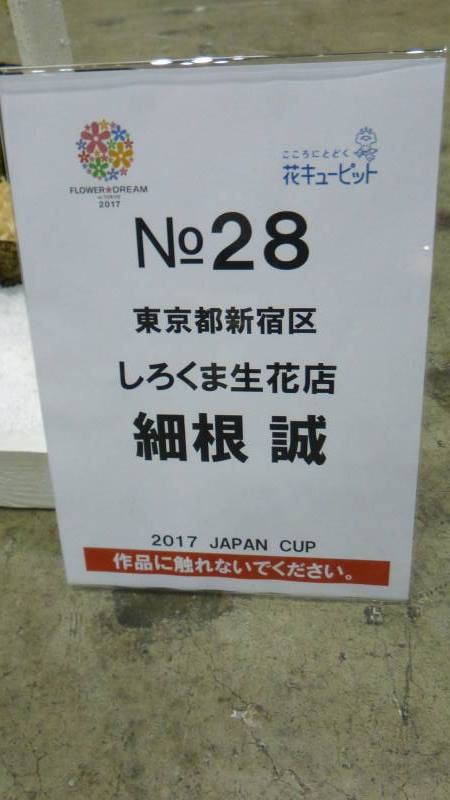 FLOWER★DREAM
in TOKYO
2017
こころにとどく
花キューピット
№28
東京都新宿区
しろくま生花店
細根 誠
2017 JAPAN CUP
作品に触れないでください。